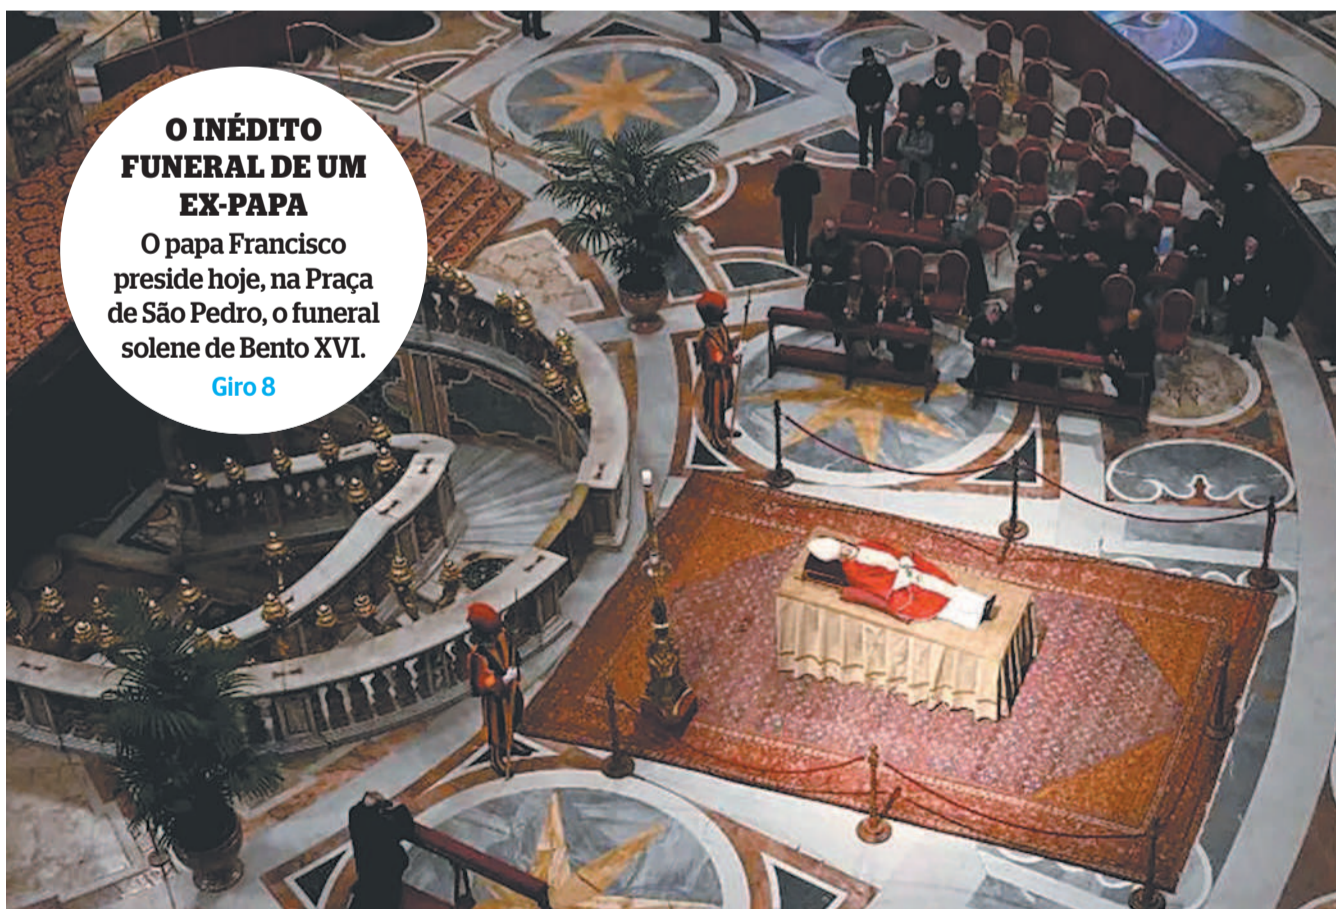 O INÉDITO
FUNERAL DE UM
EX-PAPA
O papa Francisco
preside hoje, na Praça
de São Pedro, o funeral
solene de Bento XVI.
Giro 8